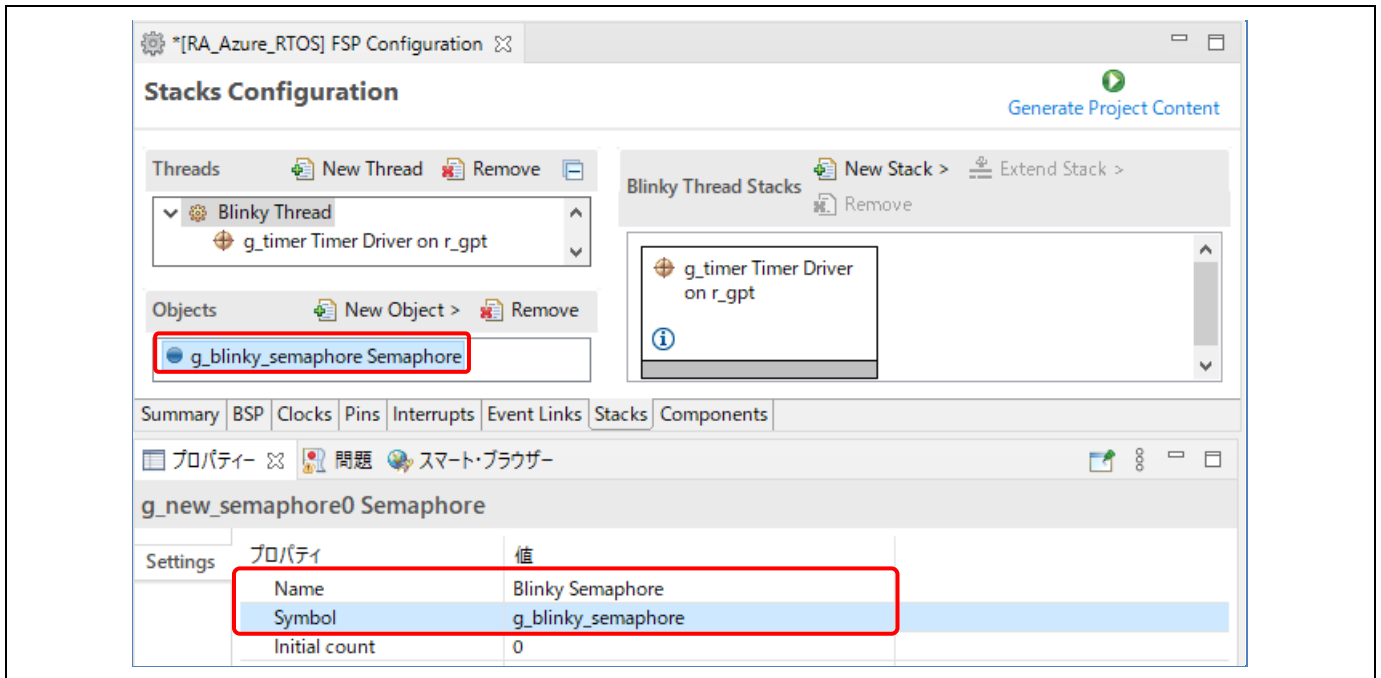 *[RA_Azure_RTOS] FSP Configuration
Stacks Configuration
Generate Project Content
Threads New Thread Remove
Blinky Thread
g_timer Timer Driver on r_gpt
Objects New Object > Remove
g_blinky_semaphore Semaphore
Blinky Thread Stacks New Stack > Extend Stack >
Remove
g_timer Timer Driver
on r_gpt
Summary BSP Clocks Pins Interrupts Event Links Stacks Components
プロパティー 問題 スマート・ブラウザー
g_new_semaphore0 Semaphore
Settings
プロパティ 値
Name Blinky Semaphore
Symbol g_blinky_semaphore
Initial count 0